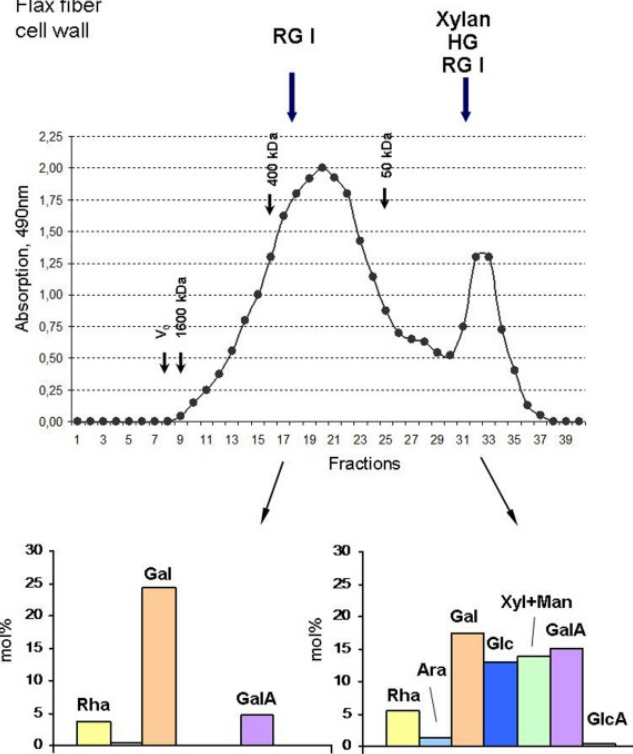 Flax fiber
cell wall
RG I
Xylan
HG
RG I
Absorption, 490nm
2,25
2,00
1,75
1,50
1,25
1,00
0,75
0,50
0,25
0,00
V₀
1600 kDa
400 kDa
50 kDa
1 3 5 7 9 11 13 15 17 19 21 23 25 27 29 31 33 35 37 39
Fractions
mol%
30
25
20
15
10
5
0
Rha
Gal
GalA
mol%
30
25
20
15
10
5
0
Rha
Ara
Gal
Glc
Xyl+Man
GalA
GlcA